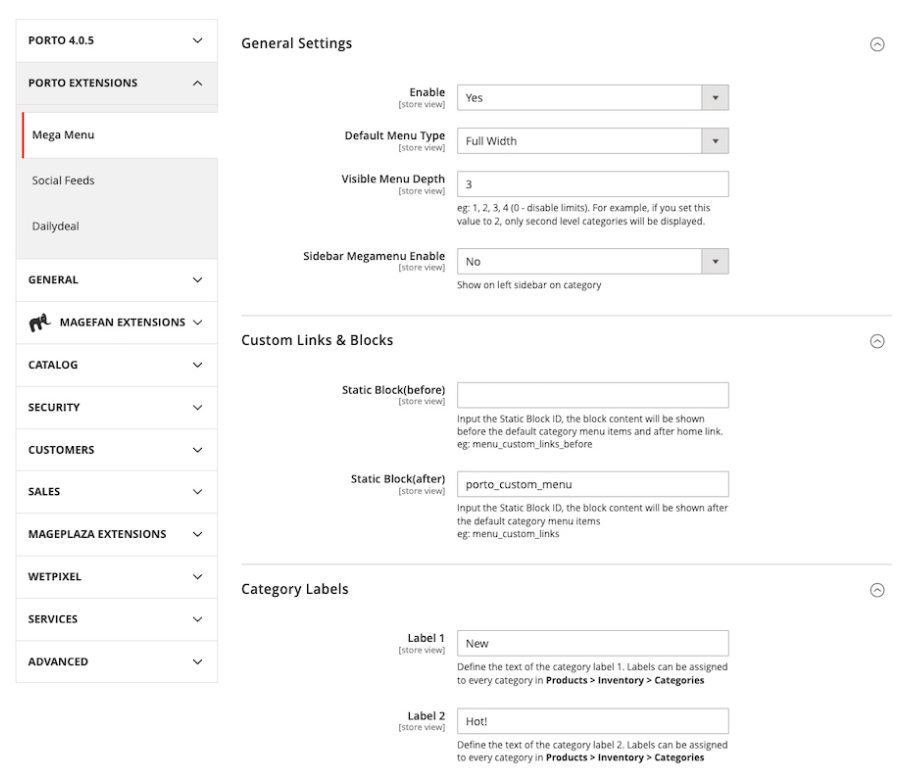 PORTO 4.0.5
PORTO EXTENSIONS
Mega Menu
Social Feeds
Dailydeal
GENERAL
MAGEFAN EXTENSIONS
CATALOG
SECURITY
CUSTOMERS
SALES
MAGEPLAZA EXTENSIONS
WETPIXEL
SERVICES
ADVANCED
General Settings
Enable
[store view]
Yes
Default Menu Type
[store view]
Full Width
Visible Menu Depth
[store view]
3
eg: 1, 2, 3, 4 (0 - disable limits). For example, if you set this
value to 2, only second level categories will be displayed.
Sidebar Megamenu Enable
[store view]
No
Show on left sidebar on category
Custom Links & Blocks
Static Block(before)
[store view]
Input the Static Block ID, the block content will be shown
before the default category menu items and after home link.
eg: menu_custom_links_before
Static Block(after)
[store view]
porto_custom_menu
Input the Static Block ID, the block content will be shown after
the default category menu items
eg: menu_custom_links
Category Labels
Label 1
[store view]
New
Define the text of the category label 1. Labels can be assigned
to every category in Products > Inventory > Categories
Label 2
[store view]
Hot!
Define the text of the category label 2. Labels can be assigned
to every category in Products > Inventory > Categories